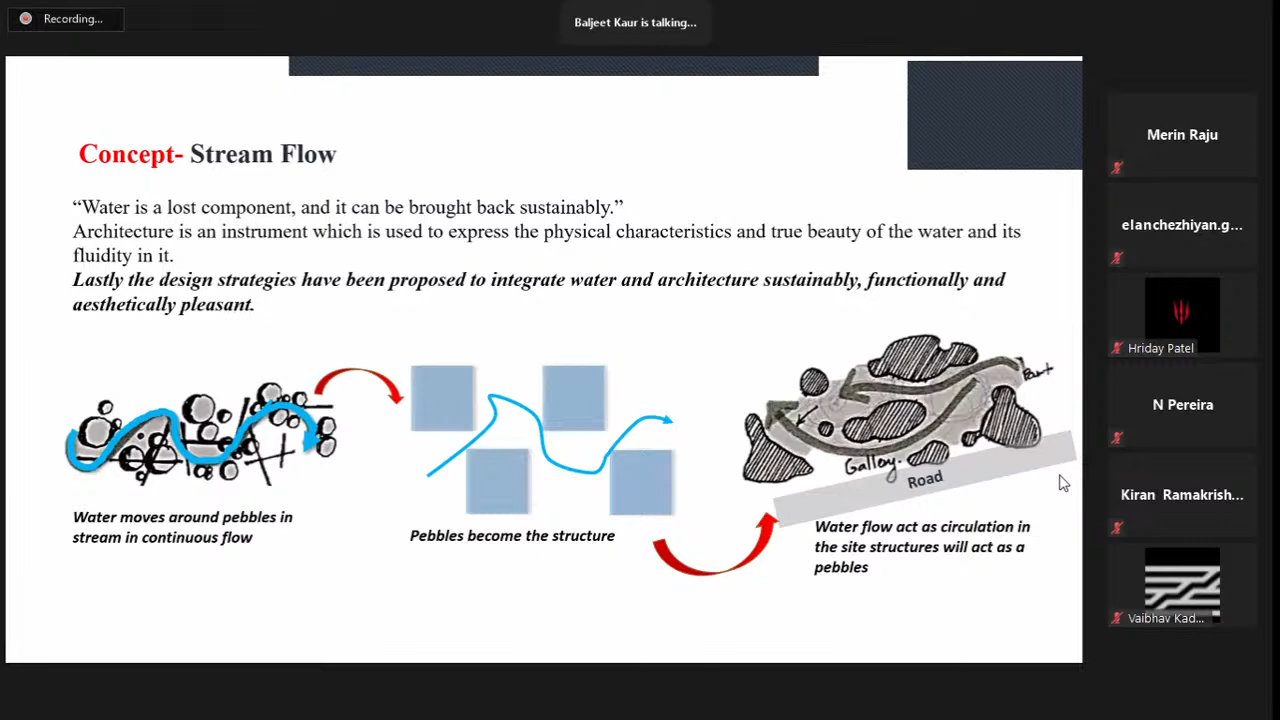 Recording...
Baljeet Kaur is talking...
Concept- Stream Flow
“Water is a lost component, and it can be brought back sustainably.”
Architecture is an instrument which is used to express the physical characteristics and true beauty of the water and its
fluidity in it.
Lastly the design strategies have been proposed to integrate water and architecture sustainably, functionally and
aesthetically pleasant.
Water moves around pebbles in
stream in continuous flow
Pebbles become the structure
Galley.
Road
Water flow act as circulation in
the site structures will act as a
pebbles
Merin Raju
elanchezhiyan.g...
Hriday Patel
N Pereira
Kiran Ramakrish...
Vaibhav Kad...